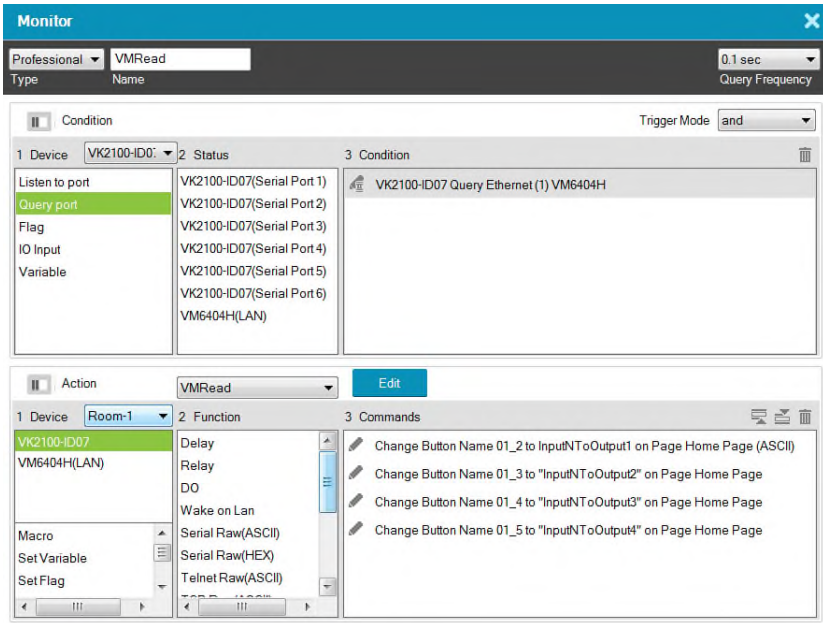 Monitor
Professional VMRead 0.1 sec
Type Name Query Frequency
Condition Trigger Mode and
1 Device VK2100-ID0: 2 Status 3 Condition
Listen to port
Query port
Flag
IO Input
Variable
VK2100-ID07(Serial Port 1)
VK2100-ID07(Serial Port 2)
VK2100-ID07(Serial Port 3)
VK2100-ID07(Serial Port 4)
VK2100-ID07(Serial Port 5)
VK2100-ID07(Serial Port 6)
VM6404H(LAN)
VK2100-ID07 Query Ethernet (1) VM6404H
Action VMRead Edit
1 Device Room-1 2 Function 3 Commands
VK2100-ID07
VM6404H(LAN)
Macro
Set Variable
Set Flag
Delay
Relay
DO
Wake on Lan
Serial Raw(ASCII)
Serial Raw(HEX)
Telnet Raw(ASCII)
Change Button Name 01_2 to InputNToOutput1 on Page Home Page (ASCII)
Change Button Name 01_3 to "InputNToOutput2" on Page Home Page
Change Button Name 01_4 to "InputNToOutput3" on Page Home Page
Change Button Name 01_5 to "InputNToOutput4" on Page Home Page